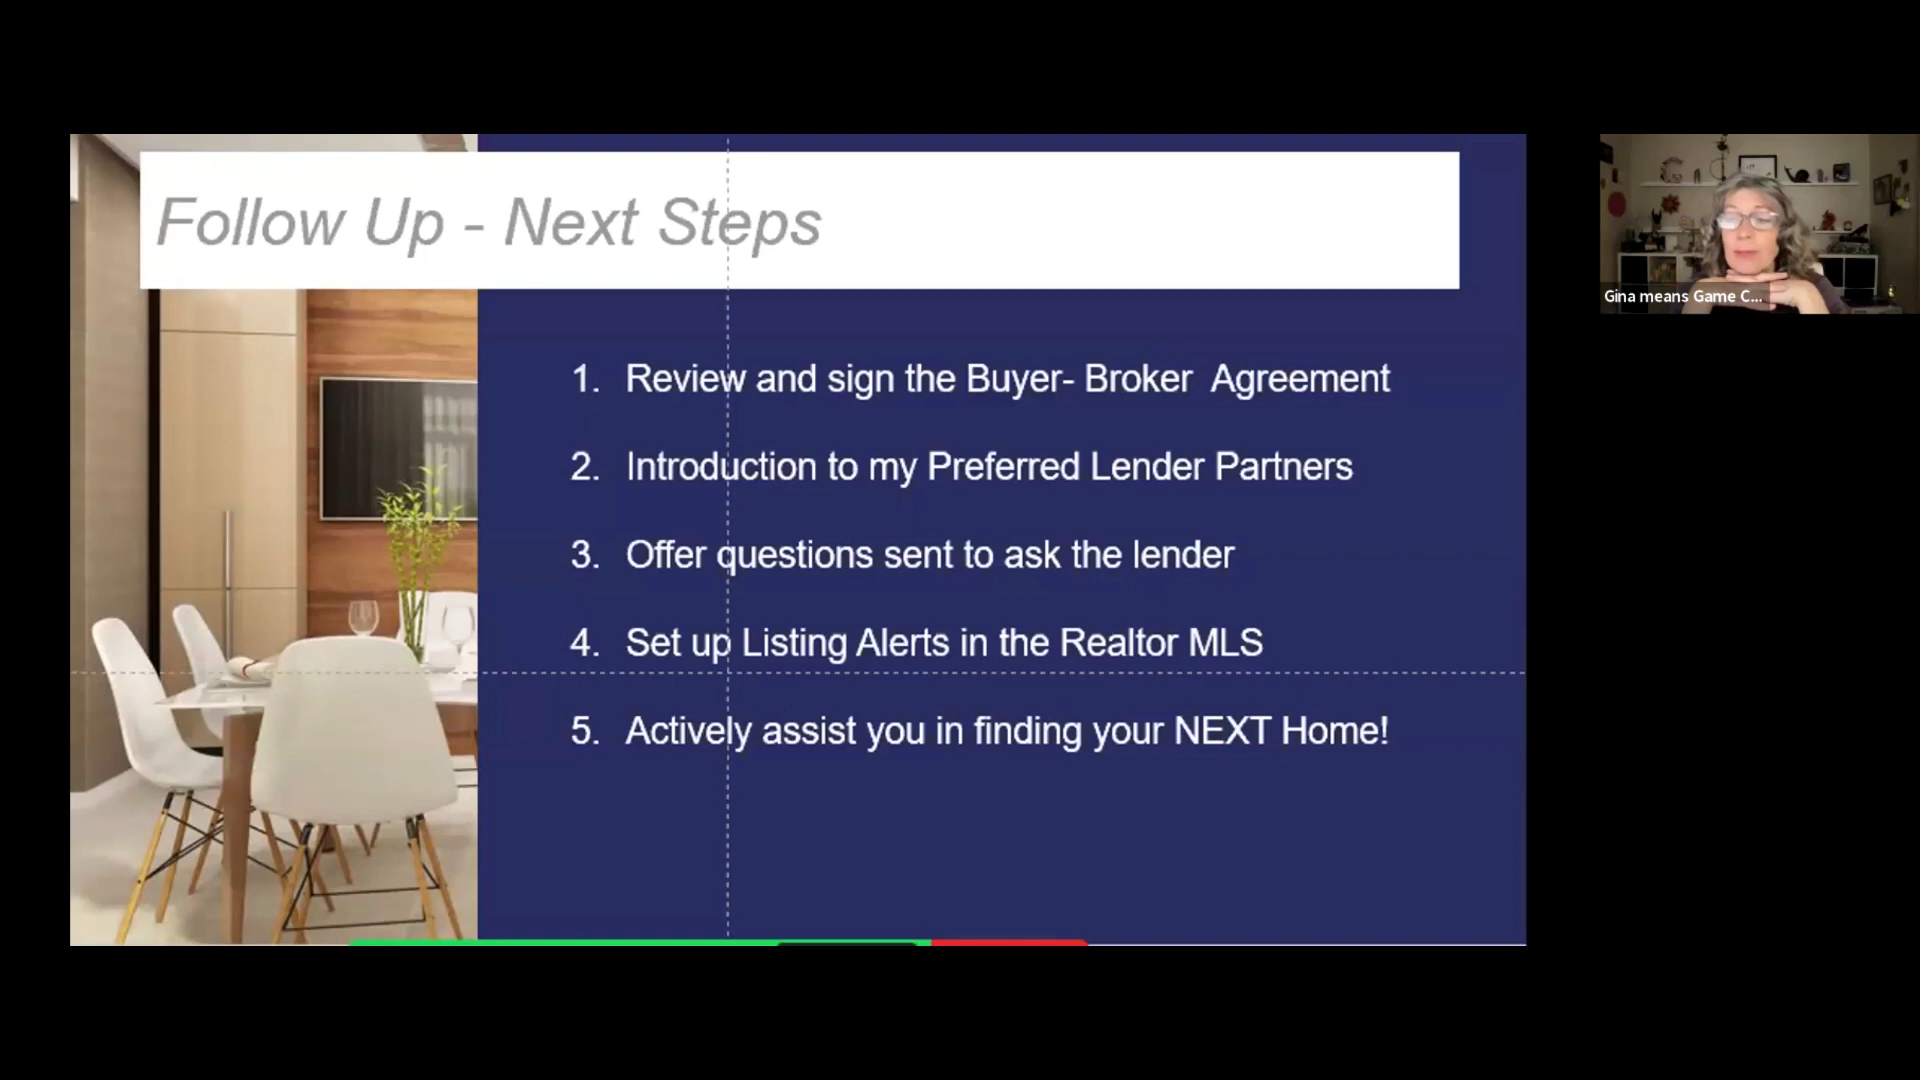 Follow Up - Next Steps
1. Review and sign the Buyer- Broker  Agreement
2. Introduction to my Preferred Lender Partners
3. Offer questions sent to ask the lender
4. Set up Listing Alerts in the Realtor MLS
5. Actively assist you in finding your NEXT Home!
Gina means Game C...